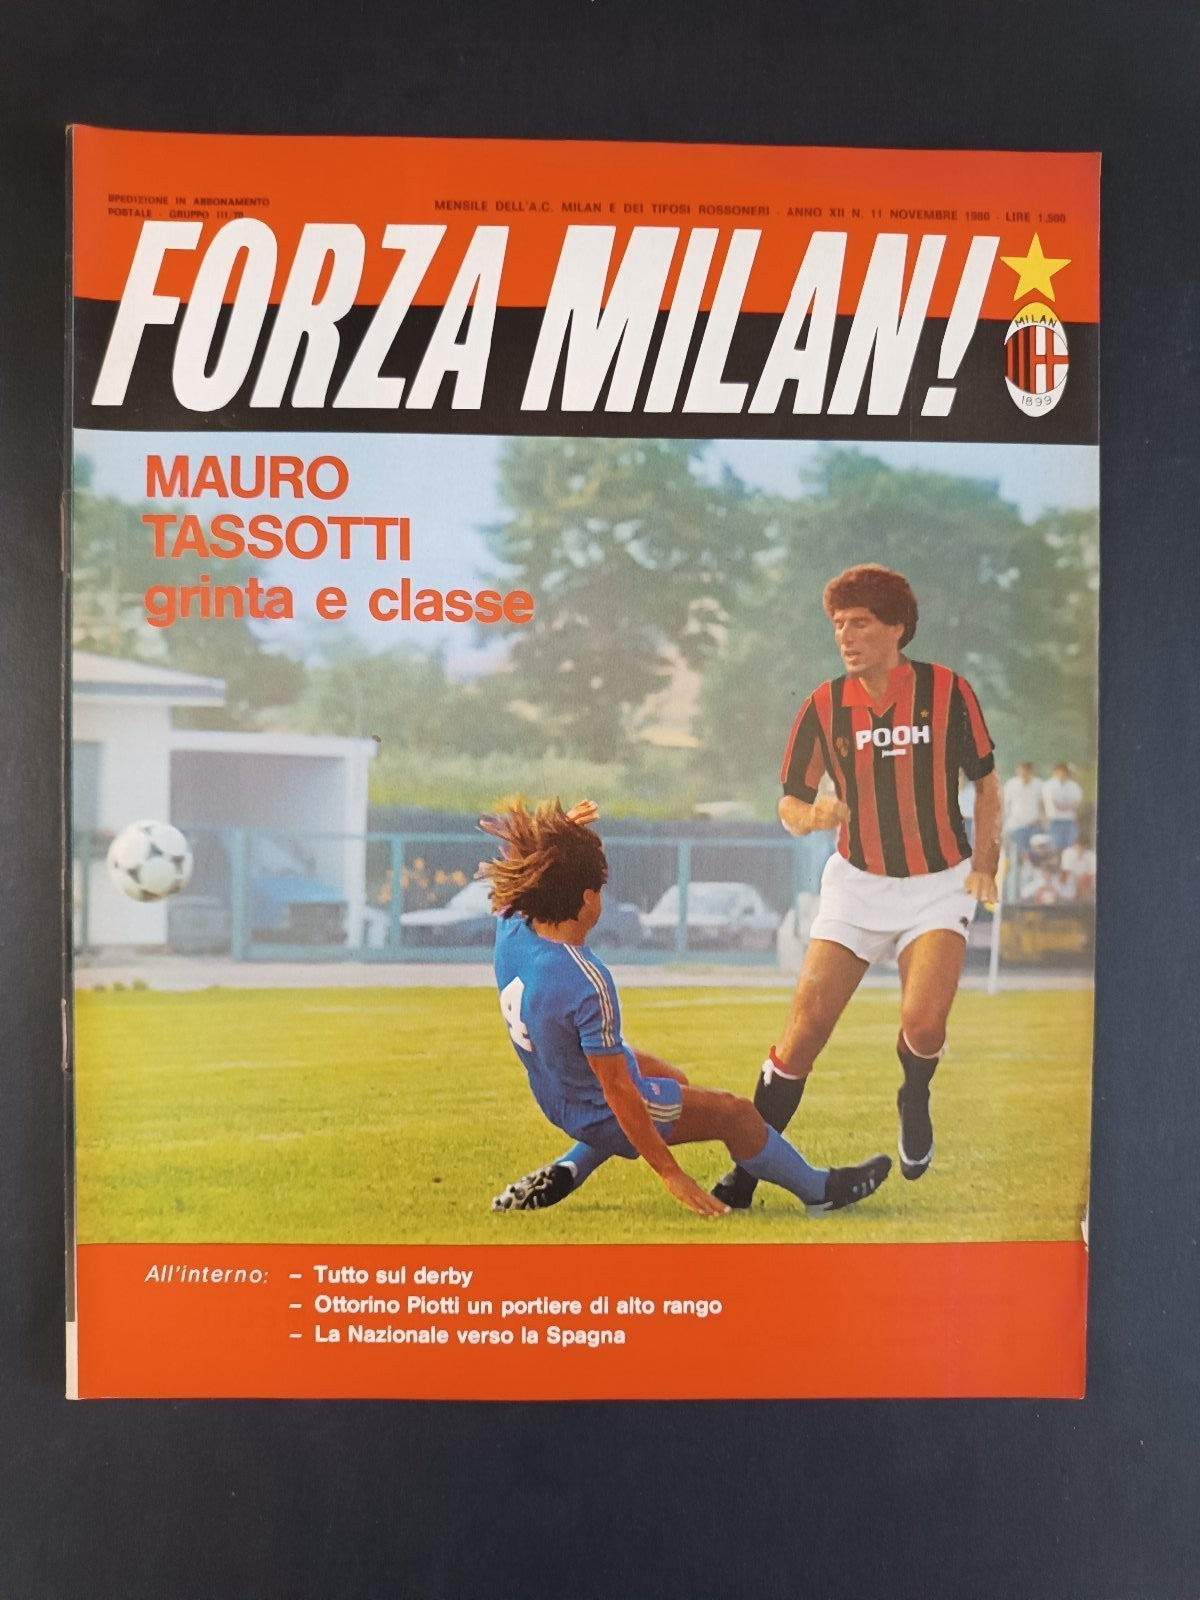 SPEDIZIONE IN ABBONAMENTO
POSTALE - GRUPPO III/70
MENSILE DELL'A.C. MILAN E DEI TIFOSI ROSSONERI - ANNO XII N. 11 NOVEMBRE 1980 - LIRE 1.500
FORZA MILAN!
MILAN
1899
MAURO
TASSOTTI
grinta e classe
POOH
4
All'interno: – Tutto sul derby
– Ottorino Piotti un portiere di alto rango
– La Nazionale verso la Spagna